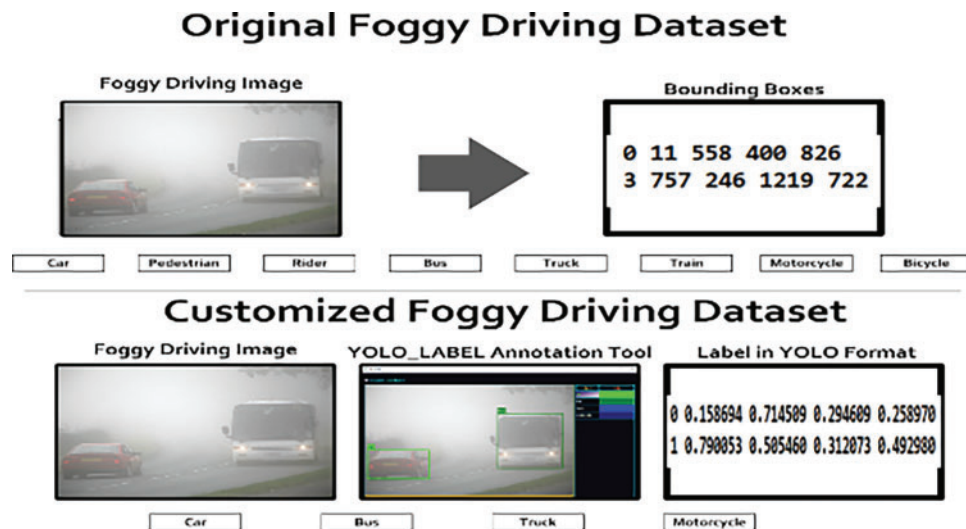 Original Foggy Driving Dataset
Foggy Driving Image
Bounding Boxes
0 11 558 400 826
3 757 246 1219 722
Car Pedestrian Rider Bus Truck Train Motorcycle Bicycle
Customized Foggy Driving Dataset
Foggy Driving Image YOLO_LABEL Annotation Tool Label in YOLO Format
0 0.158694 0.714509 0.294609 0.258970
1 0.790053 0.505460 0.312073 0.492980
Car Bus Truck Motorcycle